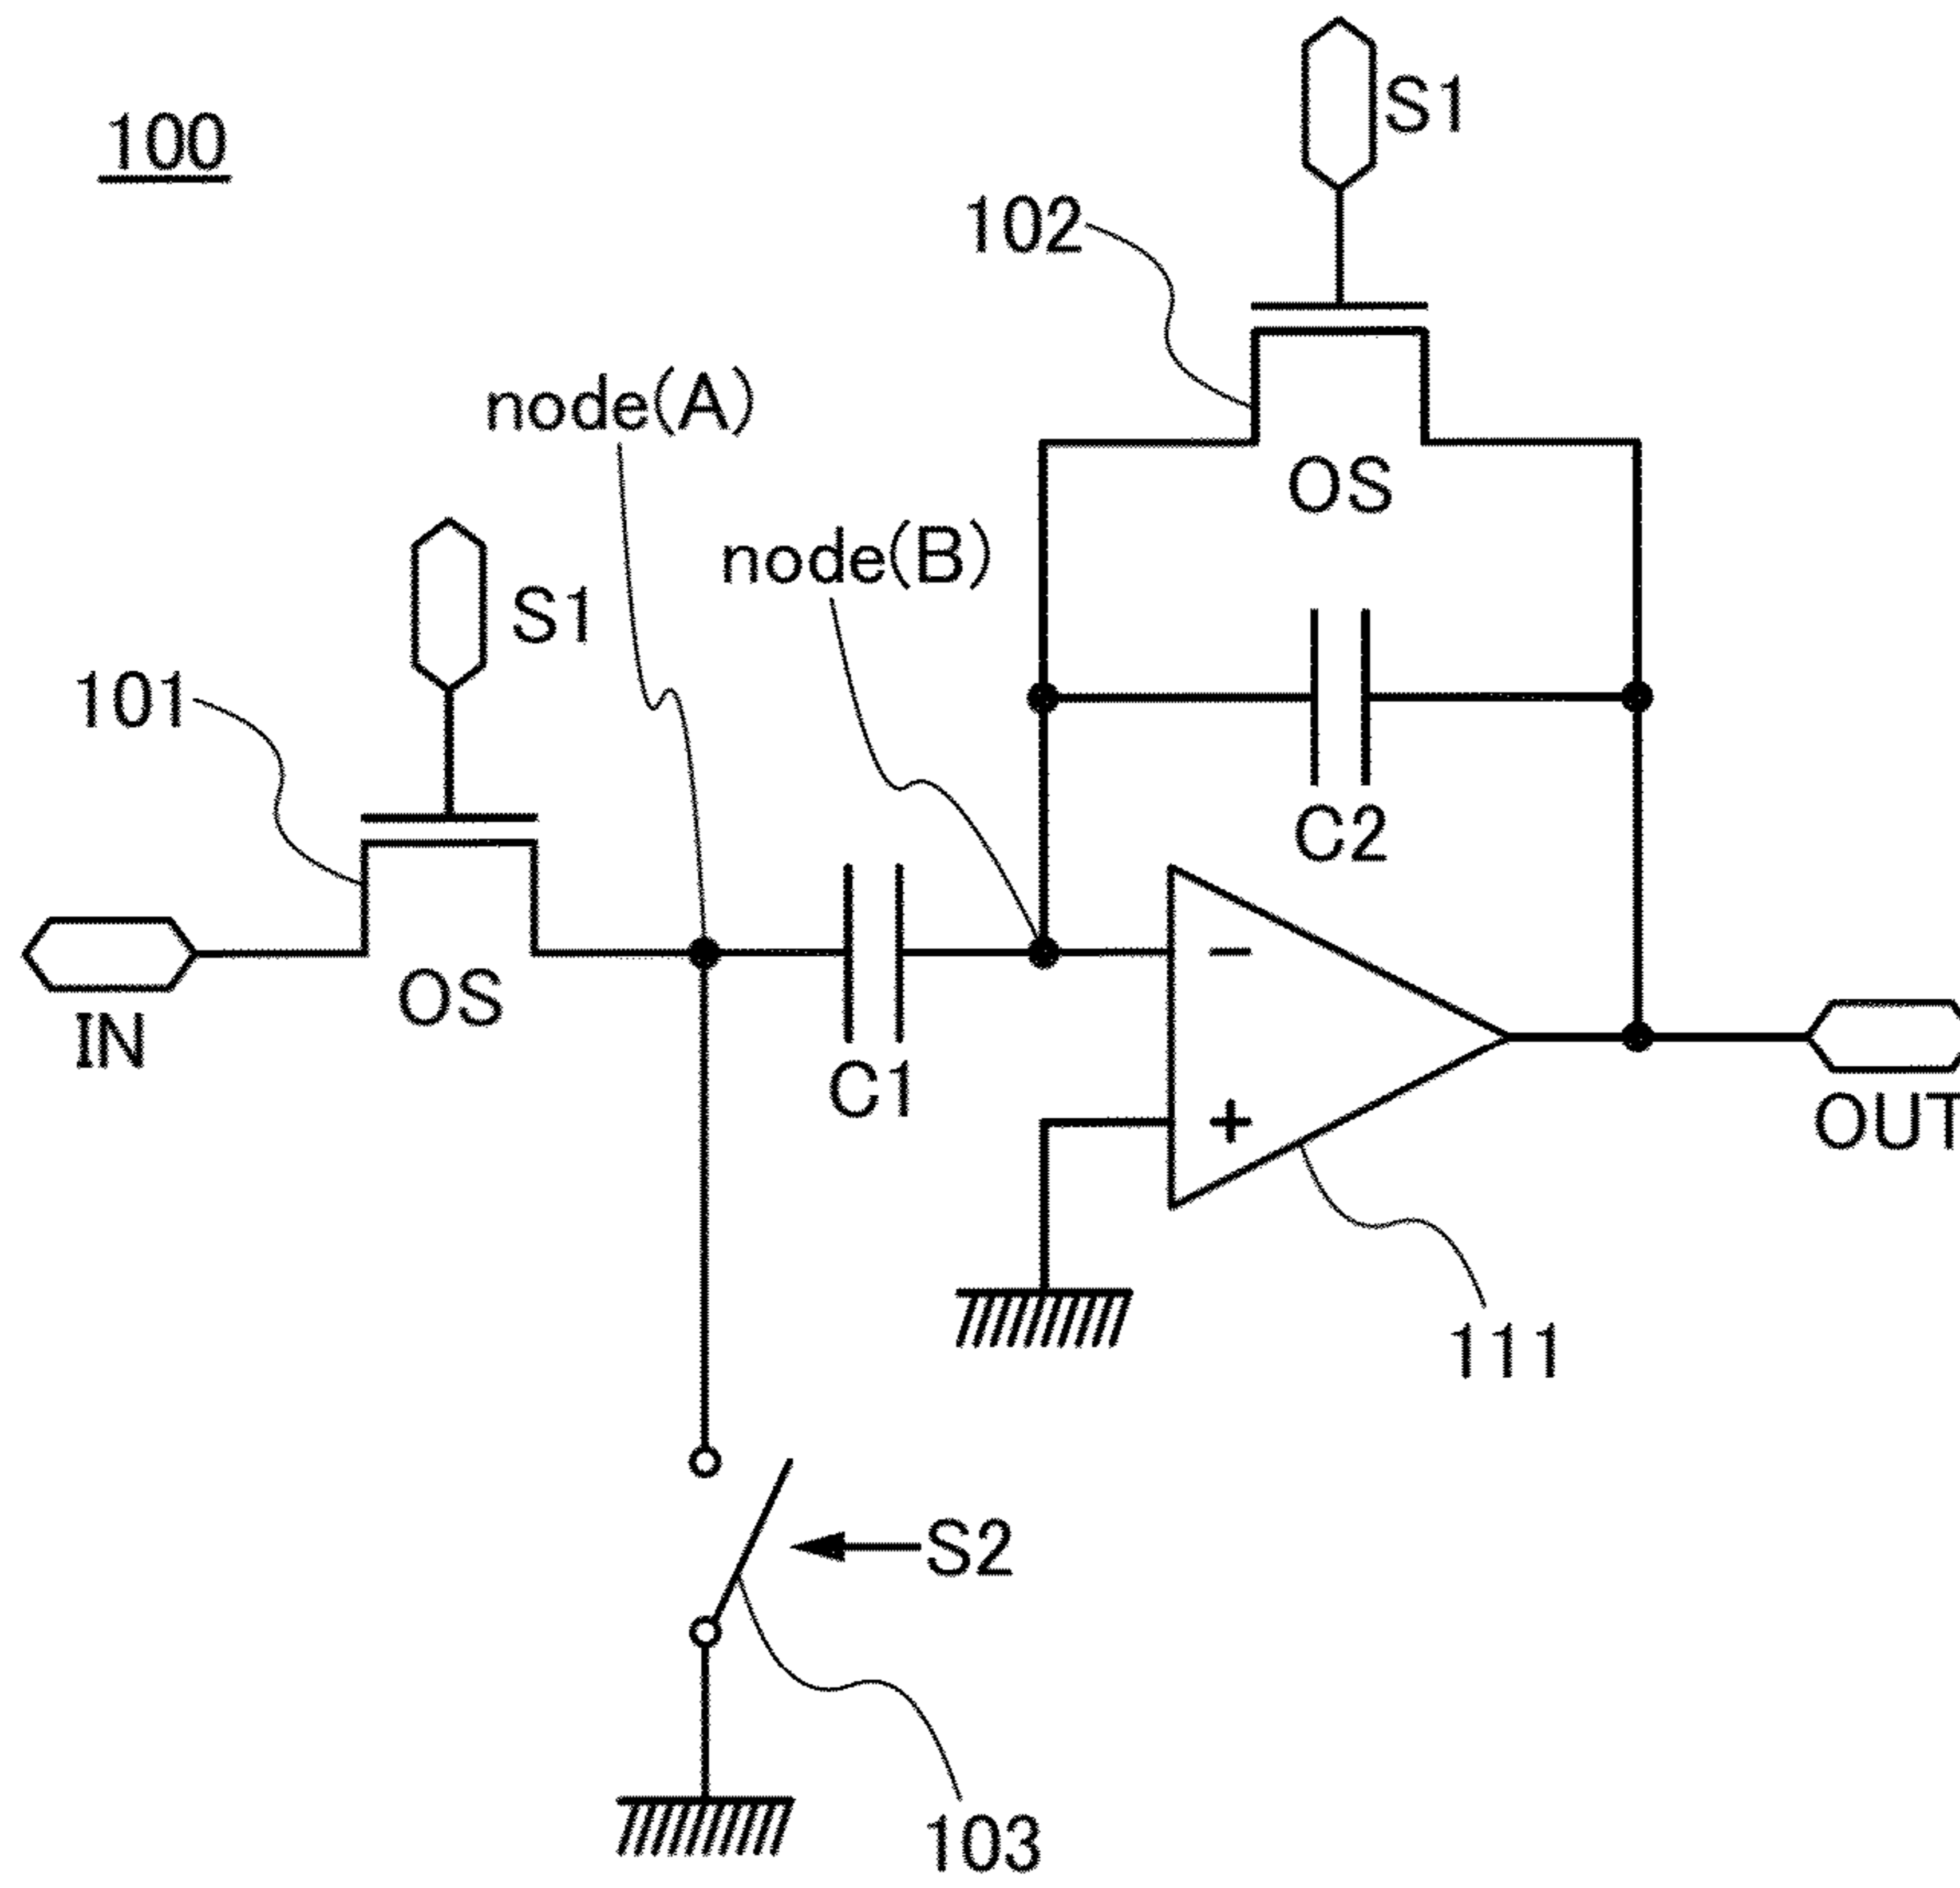 100
S1
102
node(A)
OS
node(B)
S1
101
C2
OS
IN
C1
−
+
OUT
111
S2
103